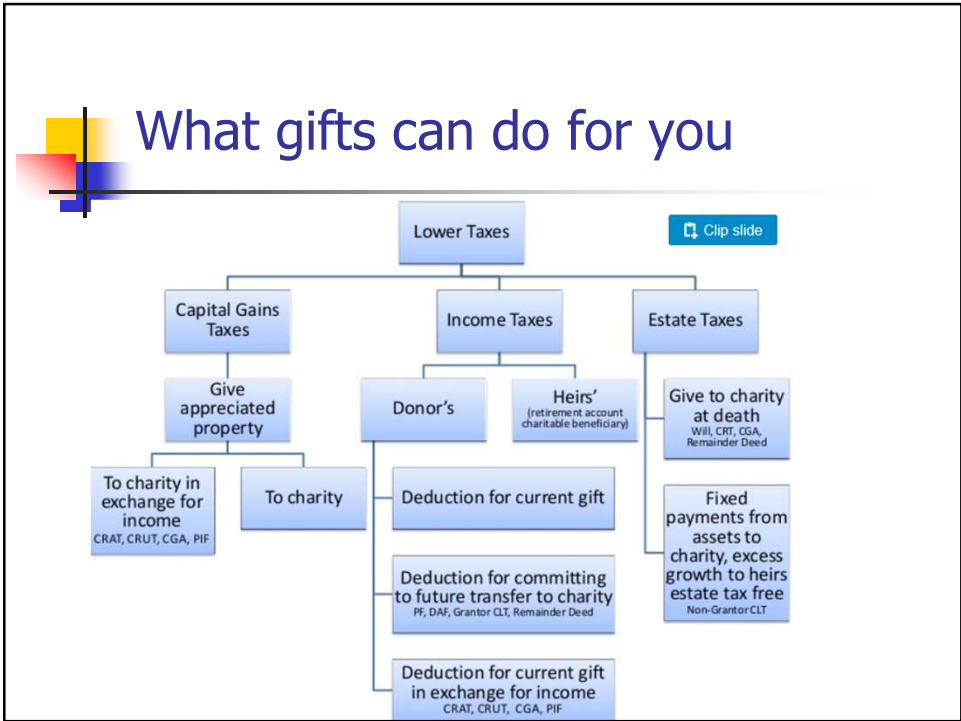 What gifts can do for you
Lower Taxes
Clip slide
Capital Gains
Taxes
Income Taxes
Estate Taxes
Give
appreciated
property
Donor's
Heirs’
(retirement account
charitable beneficiary)
Give to charity
at death
Will, CRT, CGA,
Remainder Deed
To charity in
exchange for
income
CRAT, CRUT, CGA, PIF
To charity
Deduction for current gift
Fixed
payments from
assets to
charity, excess
growth to heirs
estate tax free
Non-Grantor CLT
Deduction for committing
to future transfer to charity
PF, DAF, Grantor CLT, Remainder Deed
Deduction for current gift
in exchange for income
CRAT, CRUT, CGA, PIF